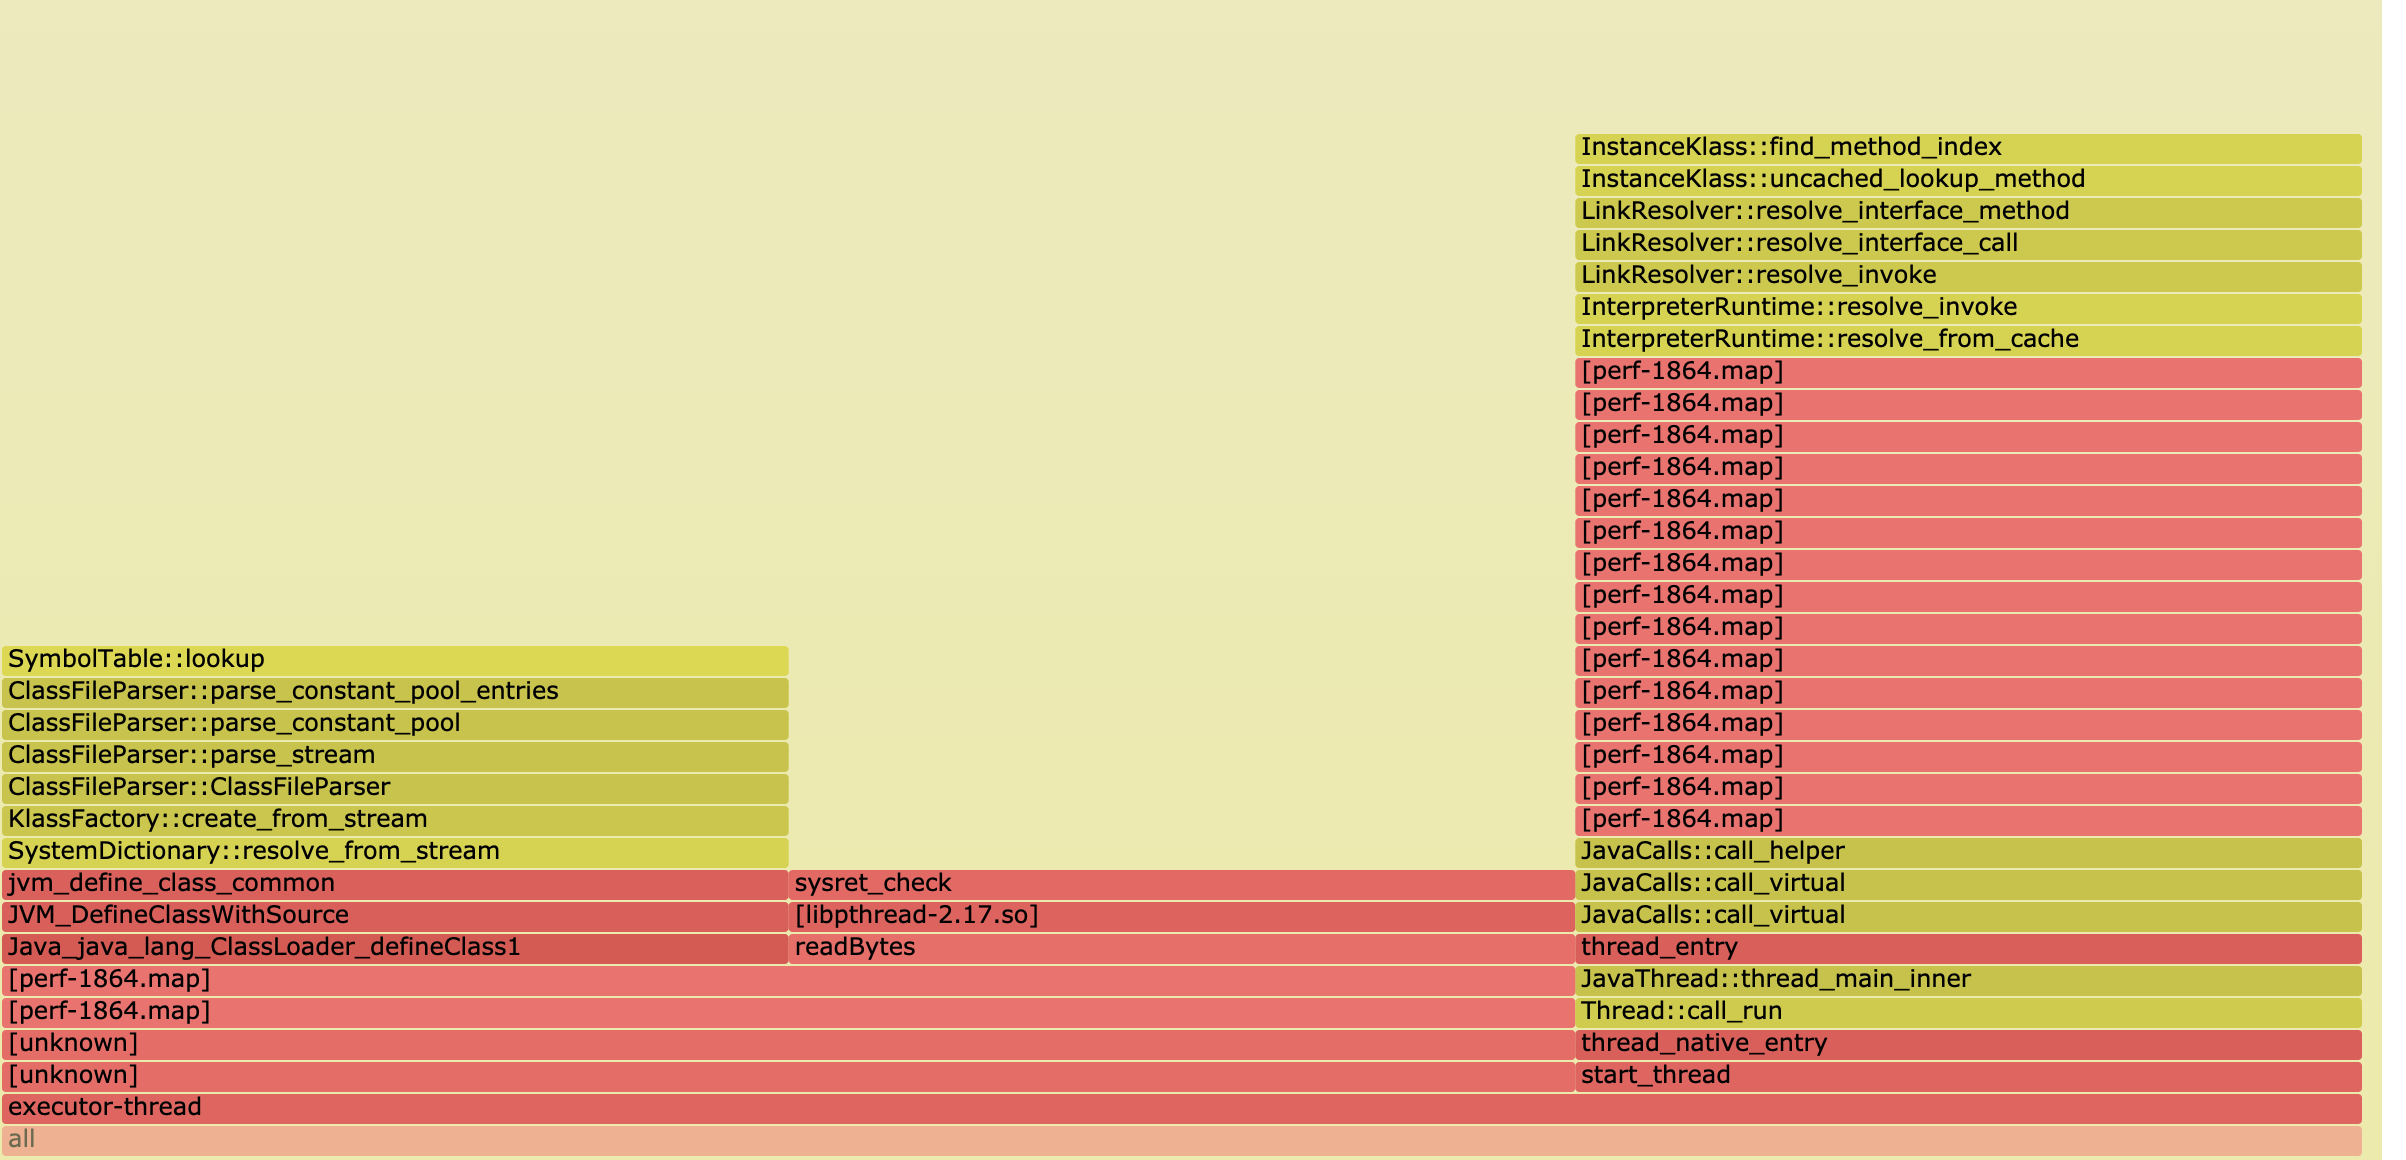 InstanceKlass::find_method_index
InstanceKlass::uncached_lookup_method
LinkResolver::resolve_interface_method
LinkResolver::resolve_interface_call
LinkResolver::resolve_invoke
InterpreterRuntime::resolve_invoke
InterpreterRuntime::resolve_from_cache
[perf-1864.map]
[perf-1864.map]
[perf-1864.map]
[perf-1864.map]
[perf-1864.map]
[perf-1864.map]
[perf-1864.map]
[perf-1864.map]
[perf-1864.map]
SymbolTable::lookup [perf-1864.map]
ClassFileParser::parse_constant_pool_entries [perf-1864.map]
ClassFileParser::parse_constant_pool [perf-1864.map]
ClassFileParser::parse_stream [perf-1864.map]
ClassFileParser::ClassFileParser [perf-1864.map]
KlassFactory::create_from_stream [perf-1864.map]
SystemDictionary::resolve_from_stream JavaCalls::call_helper
jvm_define_class_common sysret_check JavaCalls::call_virtual
JVM_DefineClassWithSource [libpthread-2.17.so] JavaCalls::call_virtual
Java_java_lang_ClassLoader_defineClass1 readBytes thread_entry
[perf-1864.map] JavaThread::thread_main_inner
[perf-1864.map] Thread::call_run
[unknown] thread_native_entry
[unknown] start_thread
executor-thread
all